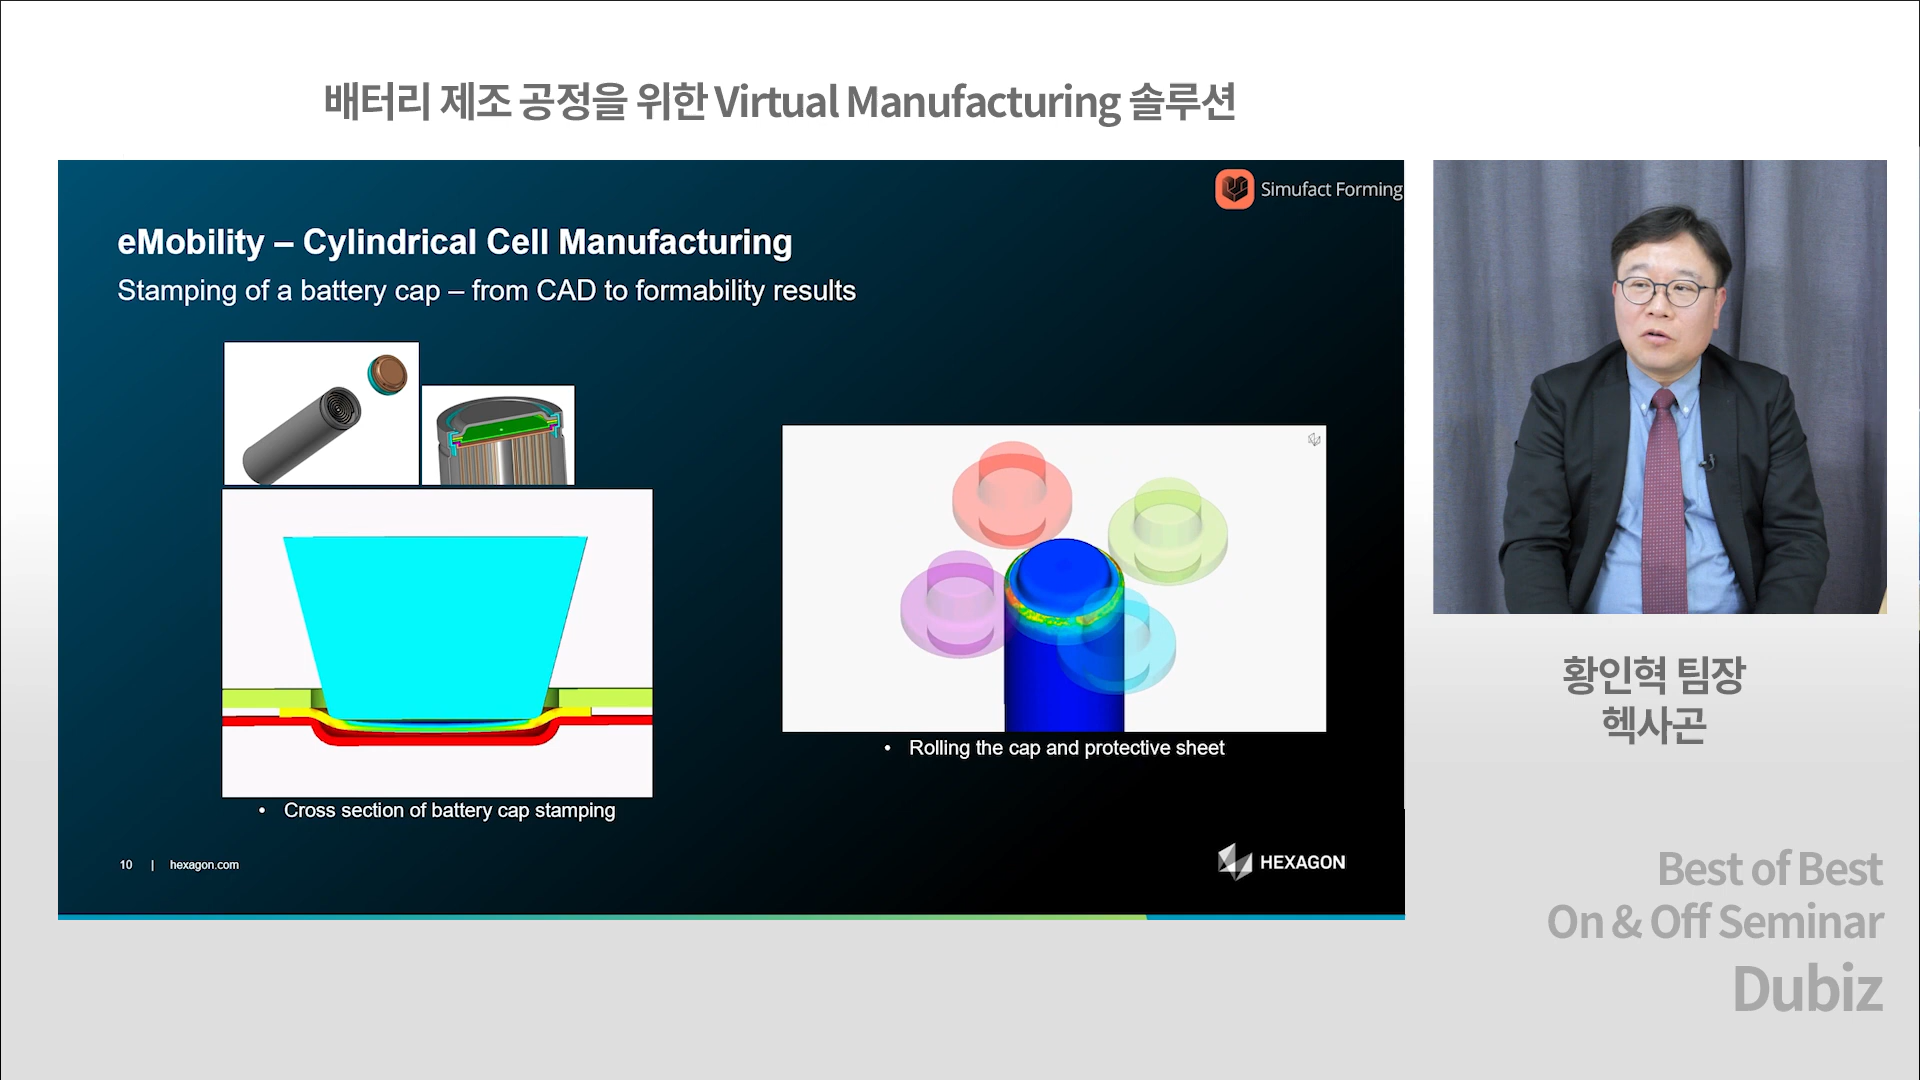 배터리 제조 공정을 위한 Virtual Manufacturing 솔루션
Simufact Forming
eMobility – Cylindrical Cell Manufacturing
Stamping of a battery cap – from CAD to formability results
• Rolling the cap and protective sheet
• Cross section of battery cap stamping
10 | hexagon.com
HEXAGON
황인혁 팀장
헥사곤
Best of Best
On & Off Seminar
Dubiz